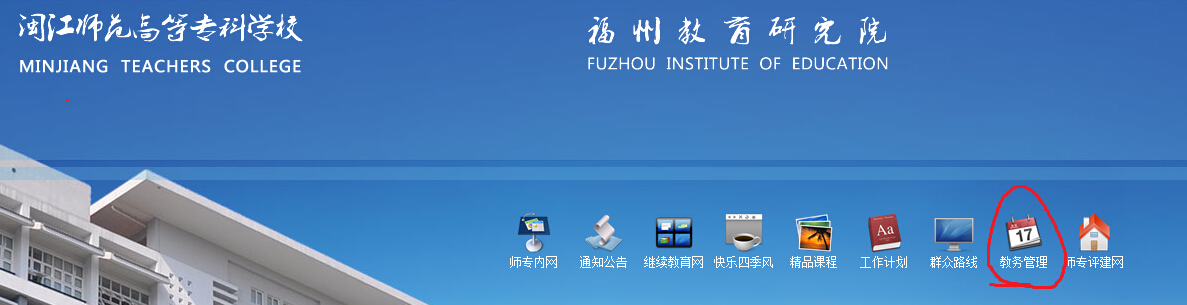 闽江师范高等专科学校
MINJIANG TEACHERS COLLEGE
福州教育研究院
FUZHOU INSTITUTE OF EDUCATION
Aa
17
师专内网 通知公告 继续教育网 快乐四季风 精品课程 工作计划 群众路线 教务管理 师专评建网